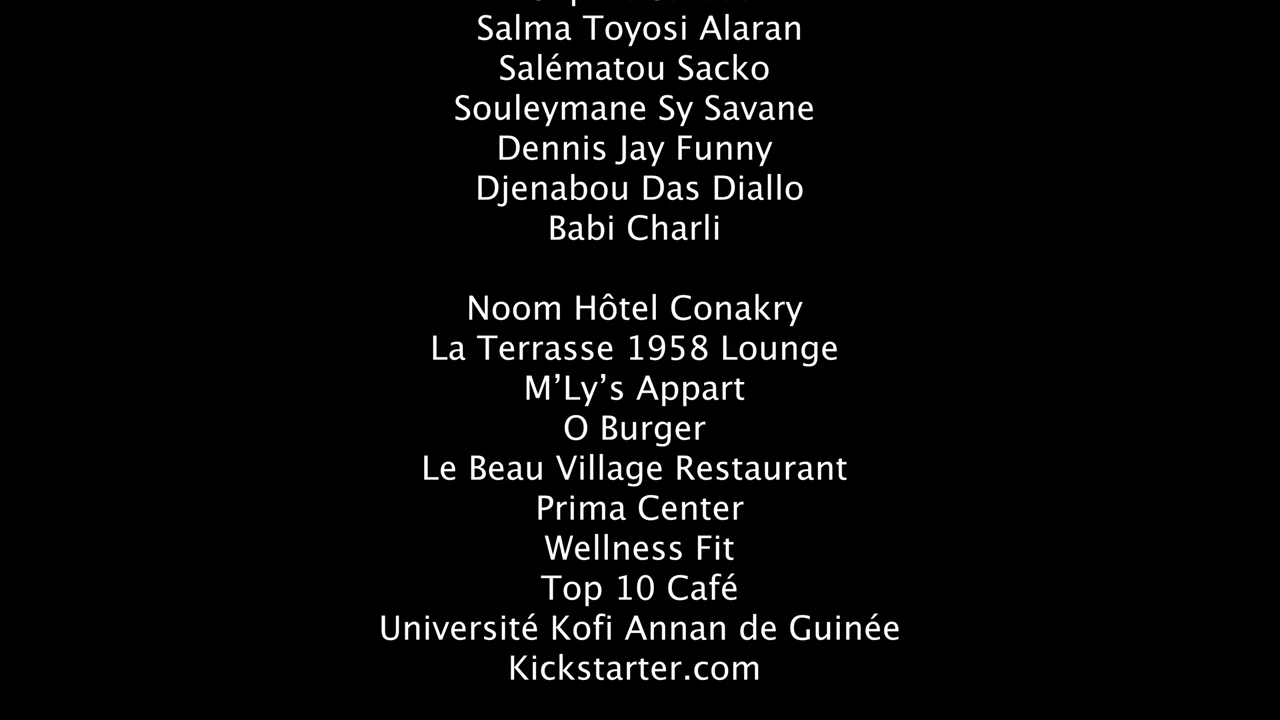 Salma Toyosi Alaran
Salématou Sacko
Souleymane Sy Savane
Dennis Jay Funny
Djenabou Das Diallo
Babi Charli
Noom Hôtel Conakry
La Terrasse 1958 Lounge
M’Ly’s Appart
O Burger
Le Beau Village Restaurant
Prima Center
Wellness Fit
Top 10 Café
Université Kofi Annan de Guinée
Kickstarter.com